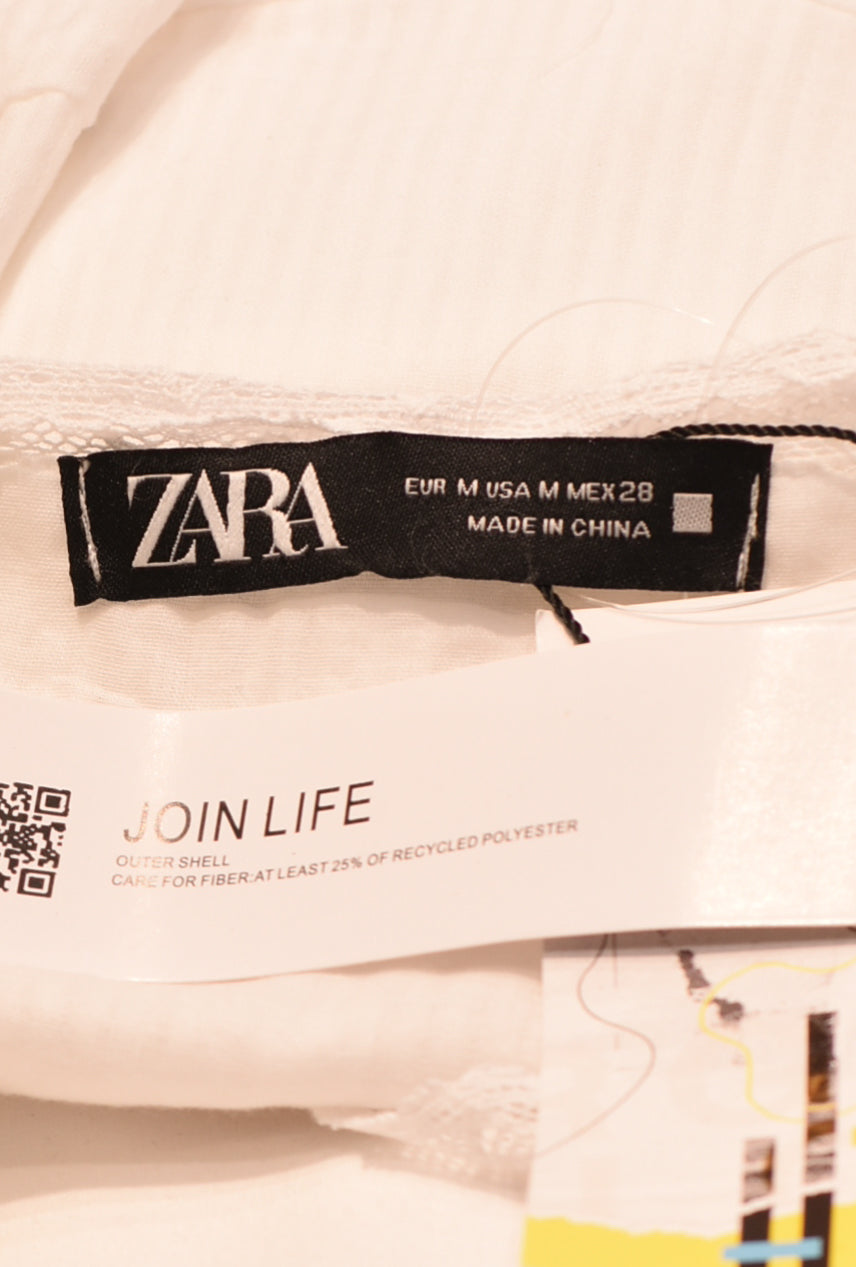 ZARA
EUR M USA M MEX 28
MADE IN CHINA
JOIN LIFE
OUTER SHELL
CARE FOR FIBER:AT LEAST 25% OF RECYCLED POLYESTER